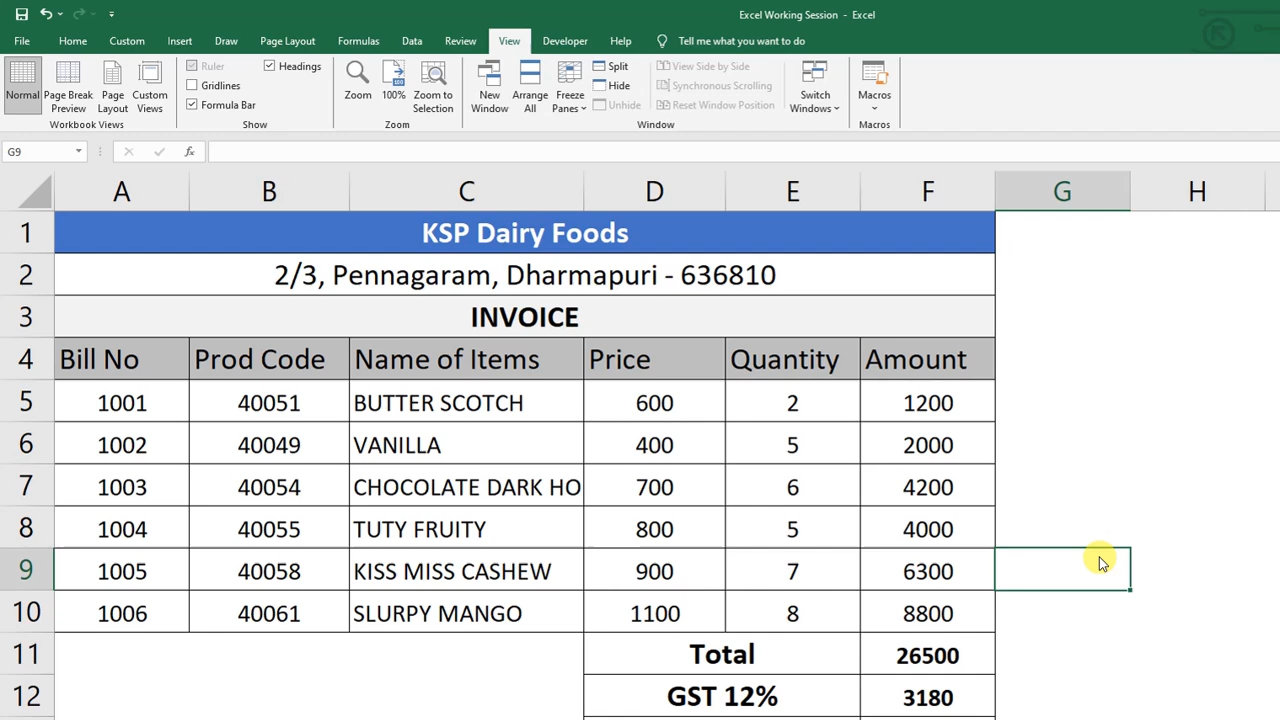 Excel Working Session - Excel
File Home Custom Insert Draw Page Layout Formulas Data Review View Developer Help Tell me what you want to do
Normal Page Break Preview Page Layout Custom Views
Workbook Views
Ruler Headings
Gridlines
Formula Bar
Show
Zoom 100% Zoom to Selection
Zoom
New Window Arrange All Freeze Panes
Split
Hide
Unhide
View Side by Side
Synchronous Scrolling
Reset Window Position
Window
Switch Windows
Macros
Macros
G9 fx
A B C D E F G H
1 KSP Dairy Foods
2 2/3, Pennagaram, Dharmapuri - 636810
3 INVOICE
4 Bill No Prod Code Name of Items Price Quantity Amount
5 1001 40051 BUTTER SCOTCH 600 2 1200
6 1002 40049 VANILLA 400 5 2000
7 1003 40054 CHOCOLATE DARK HO 700 6 4200
8 1004 40055 TUTY FRUITY 800 5 4000
9 1005 40058 KISS MISS CASHEW 900 7 6300
10 1006 40061 SLURPY MANGO 1100 8 8800
11 Total 26500
12 GST 12% 3180